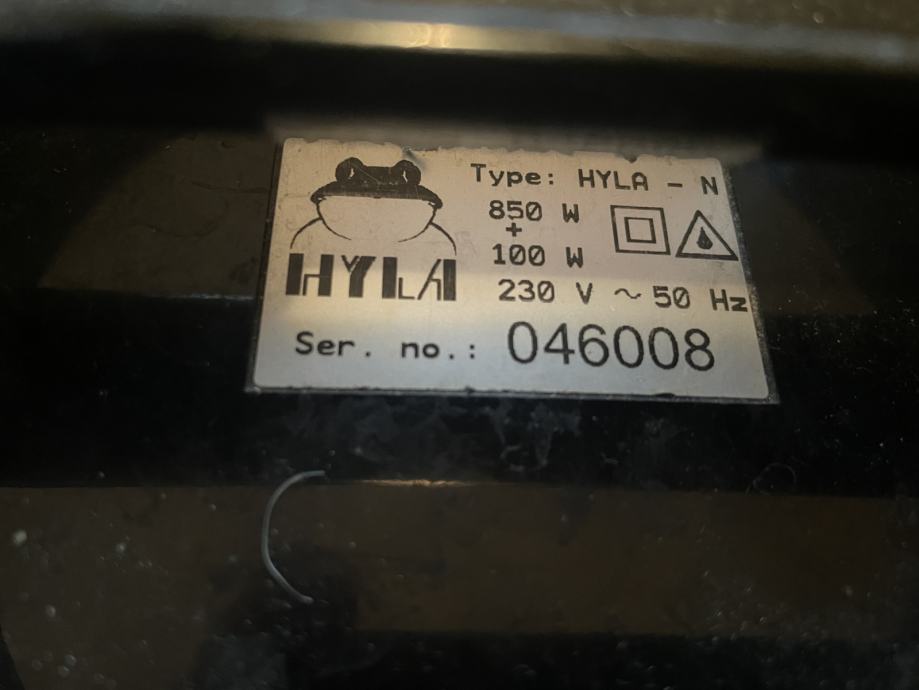 HYLA
Type: HYLA - N
850 W
+
100 W
230 V ~ 50 Hz
Ser. no.: 046008